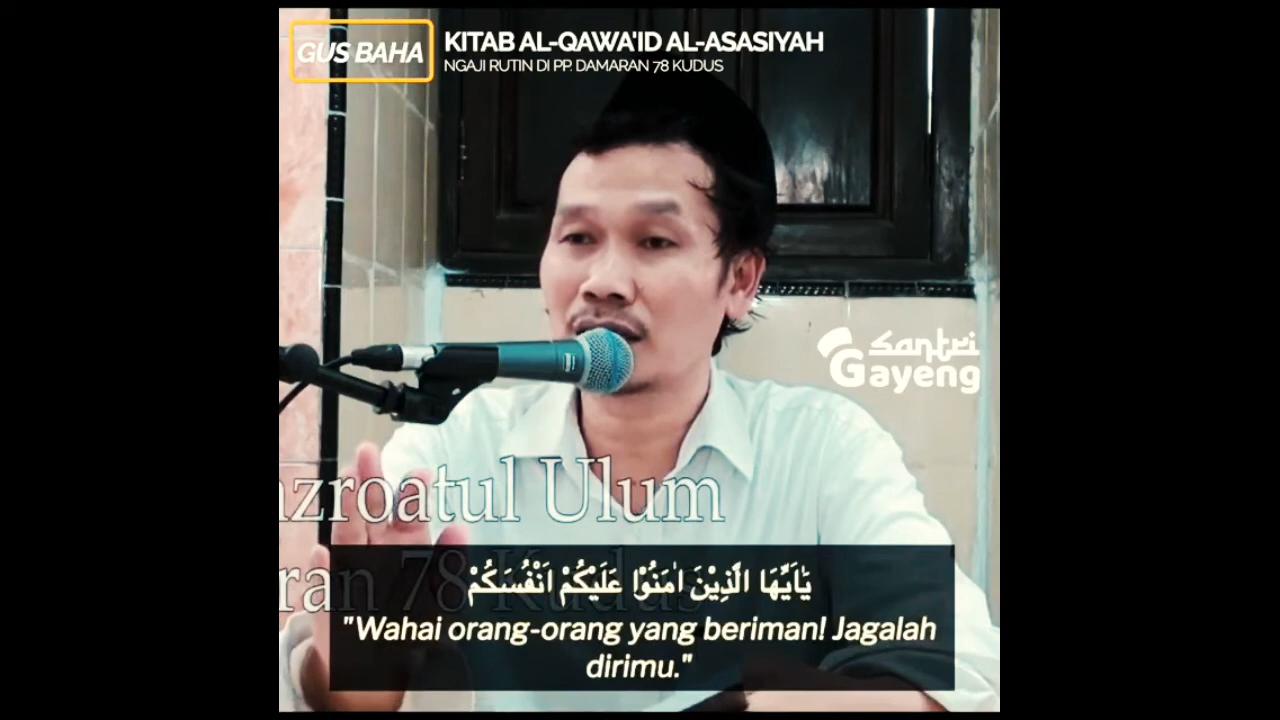 GUS BAHA
KITAB AL-QAWA'ID AL-ASASIYAH
NGAJI RUTIN DI PP. DAMARAN 78 KUDUS
santri
Gayeng
azroatul Ulum
ran 78 Kudus
يٰٓاَيُّهَا الَّذِيْنَ اٰمَنُوْا عَلَيْكُمْ اَنْفُسَكُمْ
"Wahai orang-orang yang beriman! Jagalah
dirimu."